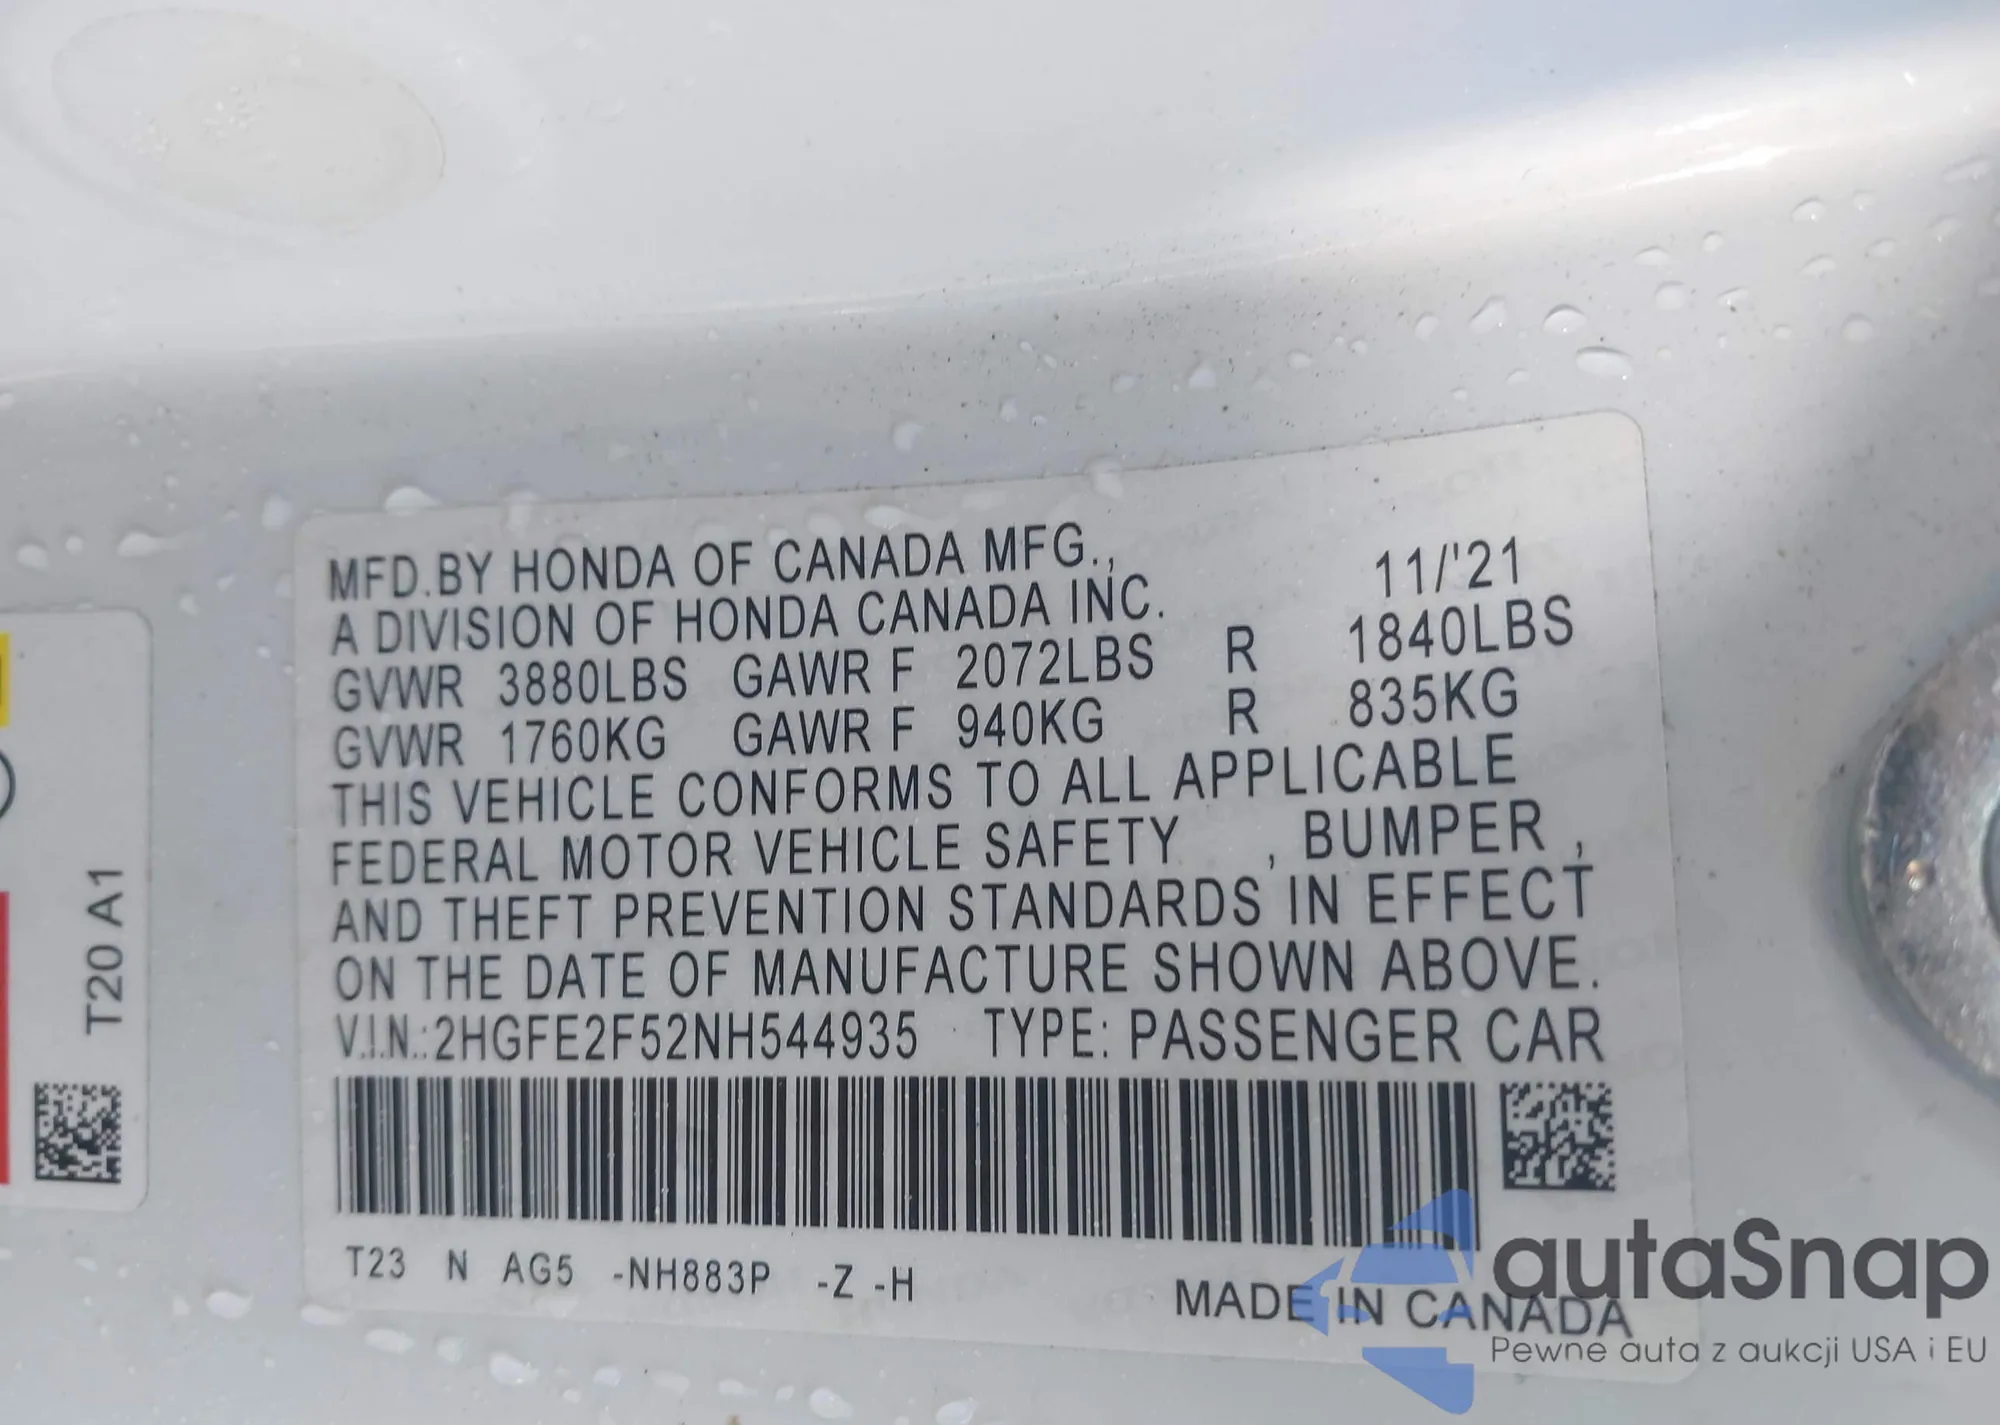 MFD.BY HONDA OF CANADA MFG., 11/'21
A DIVISION OF HONDA CANADA INC.
GVWR 3880LBS GAWR F 2072LBS R 1840LBS
GVWR 1760KG GAWR F 940KG R 835KG
THIS VEHICLE CONFORMS TO ALL APPLICABLE
FEDERAL MOTOR VEHICLE SAFETY , BUMPER ,
AND THEFT PREVENTION STANDARDS IN EFFECT
ON THE DATE OF MANUFACTURE SHOWN ABOVE.
V.I.N.:2HGFE2F52NH544935 TYPE: PASSENGER CAR
T23 N AG5 -NH883P -Z -H
MADE IN CANADA
T20 A1
autaSnap
Pewne auta z aukcji USA i EU